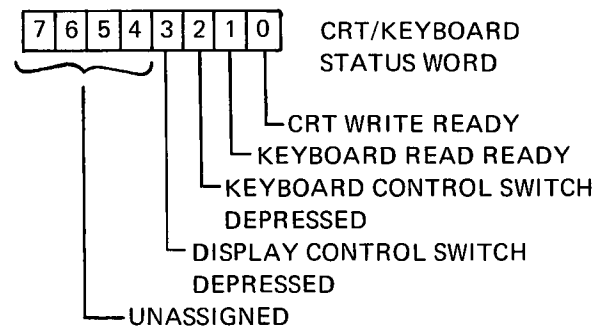 7 6 5 4 3 2 1 0 CRT/KEYBOARD
STATUS WORD
CRT WRITE READY
KEYBOARD READ READY
KEYBOARD CONTROL SWITCH
DEPRESSED
DISPLAY CONTROL SWITCH
DEPRESSED
UNASSIGNED